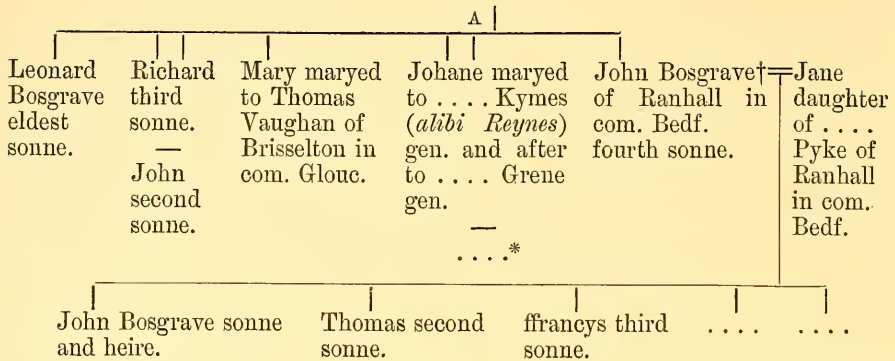 A
Leonard
Bosgrave
eldest
sonne.
Richard
third
sonne.
—
John
second
sonne.
Mary maryed
to Thomas
Vaughan of
Brisselton in
com. Glouc.
Johane maryed
to .... Kymes
(alibi Reynes)
gen. and after
to .... Grene
gen.
—
....*
John Bosgrave†
of Ranhall in
com. Bedf.
fourth sonne.
Jane
daughter
of ....
Pyke of
Ranhall
in com.
Bedf.
John Bosgrave sonne
and heire.
Thomas second
sonne.
ffrancys third
sonne.
....
....